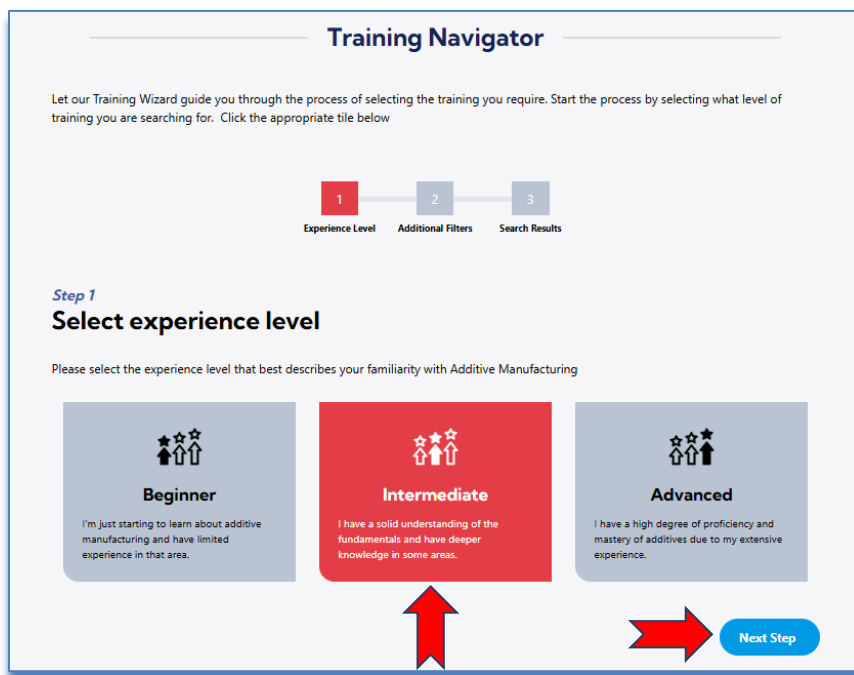 Training Navigator
Let our Training Wizard guide you through the process of selecting the training you require. Start the process by selecting what level of
training you are searching for.  Click the appropriate tile below
1
2
3
Experience Level
Additional Filters
Search Results
Step 1
Select experience level
Please select the experience level that best describes your familiarity with Additive Manufacturing
Beginner
I'm just starting to learn about additive
manufacturing and have limited
experience in that area.
Intermediate
I have a solid understanding of the
fundamentals and have deeper
knowledge in some areas.
Advanced
I have a high degree of proficiency and
mastery of additives due to my extensive
experience.
Next Step